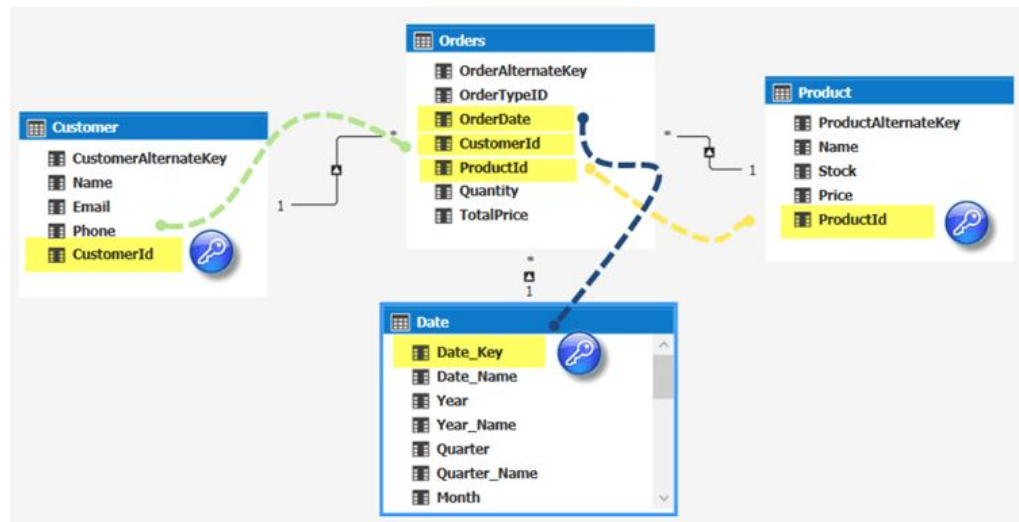 Orders
OrderAlternateKey
OrderTypeID
OrderDate
CustomerId
ProductId
Quantity
TotalPrice
Customer
CustomerAlternateKey
Name
Email
Phone
CustomerId
Product
ProductAlternateKey
Name
Stock
Price
ProductId
*
1
*
1
*
1
Date
Date_Key
Date_Name
Year
Year_Name
Quarter
Quarter_Name
Month